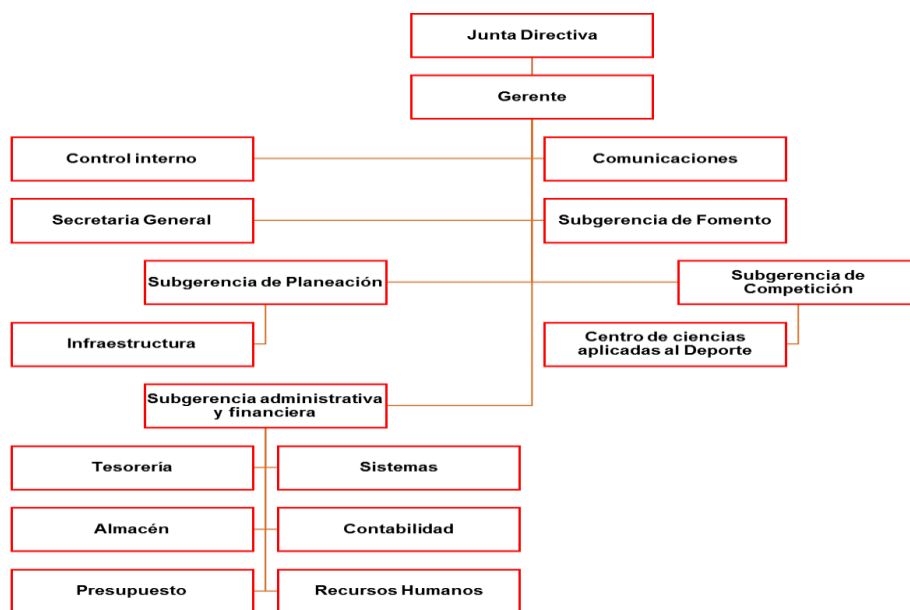 Junta Directiva
Gerente
Control interno
Comunicaciones
Secretaria General
Subgerencia de Fomento
Subgerencia de Planeación
Subgerencia de
Competición
Infraestructura
Centro de ciencias
aplicadas al Deporte
Subgerencia administrativa
y financiera
Tesorería
Sistemas
Almacén
Contabilidad
Presupuesto
Recursos Humanos